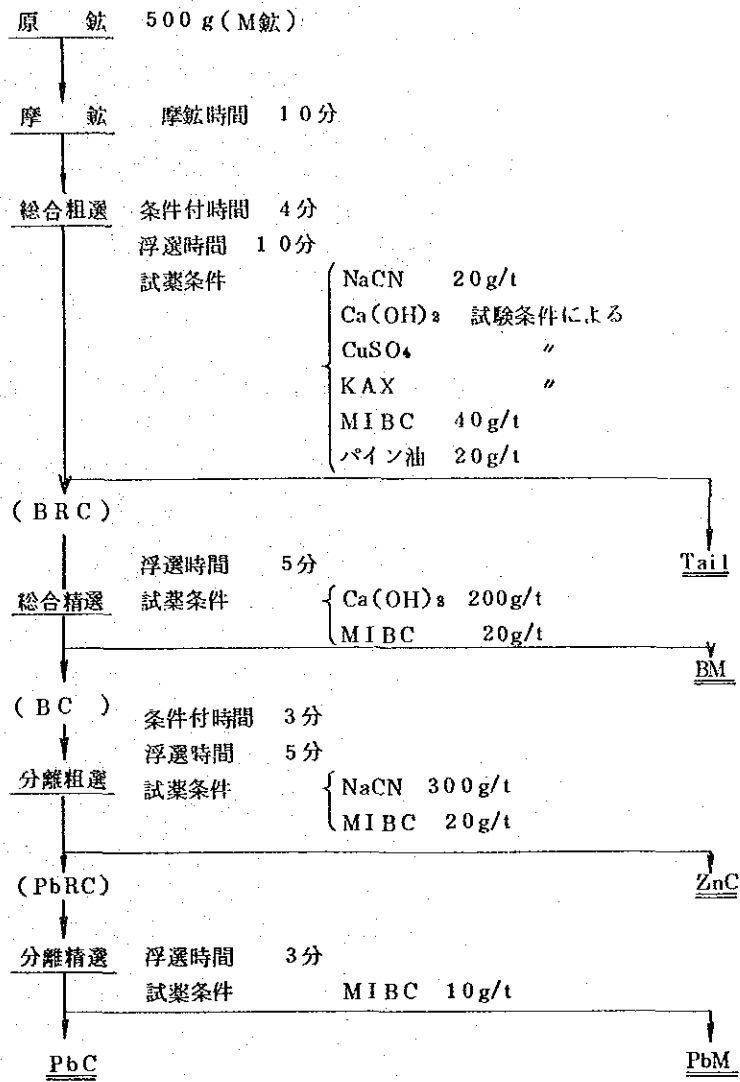 原 鉱 500g(M鉱)
摩 鉱 摩鉱時間 10分
総合粗選 条件付時間 4分
浮選時間 10分
試薬条件 NaCN 20g/t
Ca(OH)₂ 試験条件による
CuSO₄ 〃
KAX 〃
MIBC 40g/t
パイン油 20g/t
(BRC)
Tail
浮選時間 5分
総合精選 試薬条件 Ca(OH)₂ 200g/t
MIBC 20g/t
BM
(BC) 条件付時間 3分
浮選時間 5分
分離粗選 試薬条件 NaCN 300g/t
MIBC 20g/t
(PbRC) ZnC
分離精選 浮選時間 3分
試薬条件 MIBC 10g/t
PbC PbM